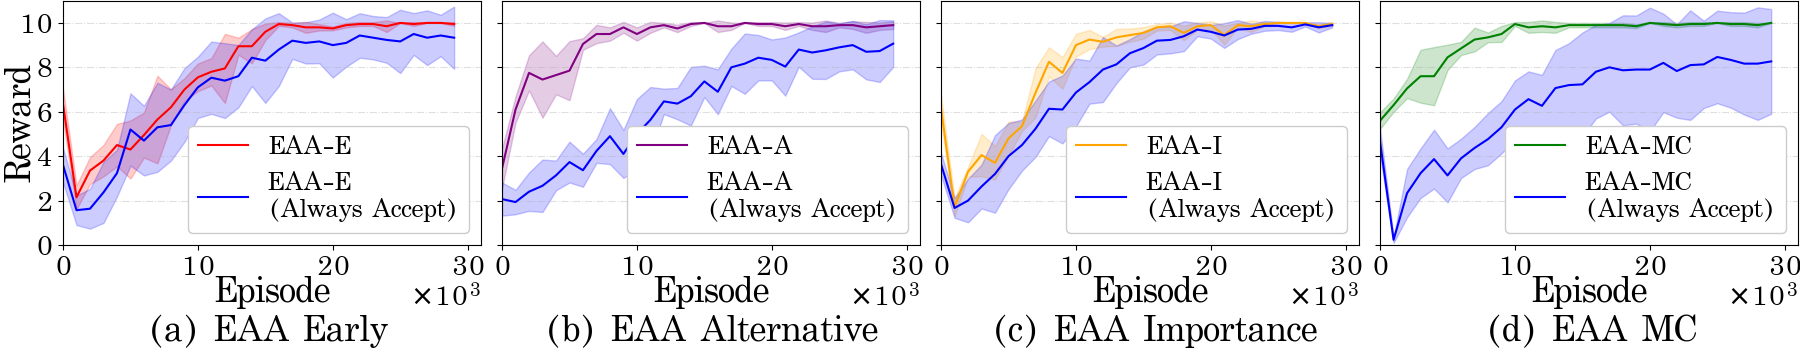 Reward
10
8
6
4
2
0
EAA-E
EAA-E
(Always Accept)
0 10 20 30
Episode
×10³
(a) EAA Early
EAA-A
EAA-A
(Always Accept)
0 10 20 30
Episode
×10³
(b) EAA Alternative
EAA-I
EAA-I
(Always Accept)
0 10 20 30
Episode
×10³
(c) EAA Importance
EAA-MC
EAA-MC
(Always Accept)
0 10 20 30
Episode
×10³
(d) EAA MC